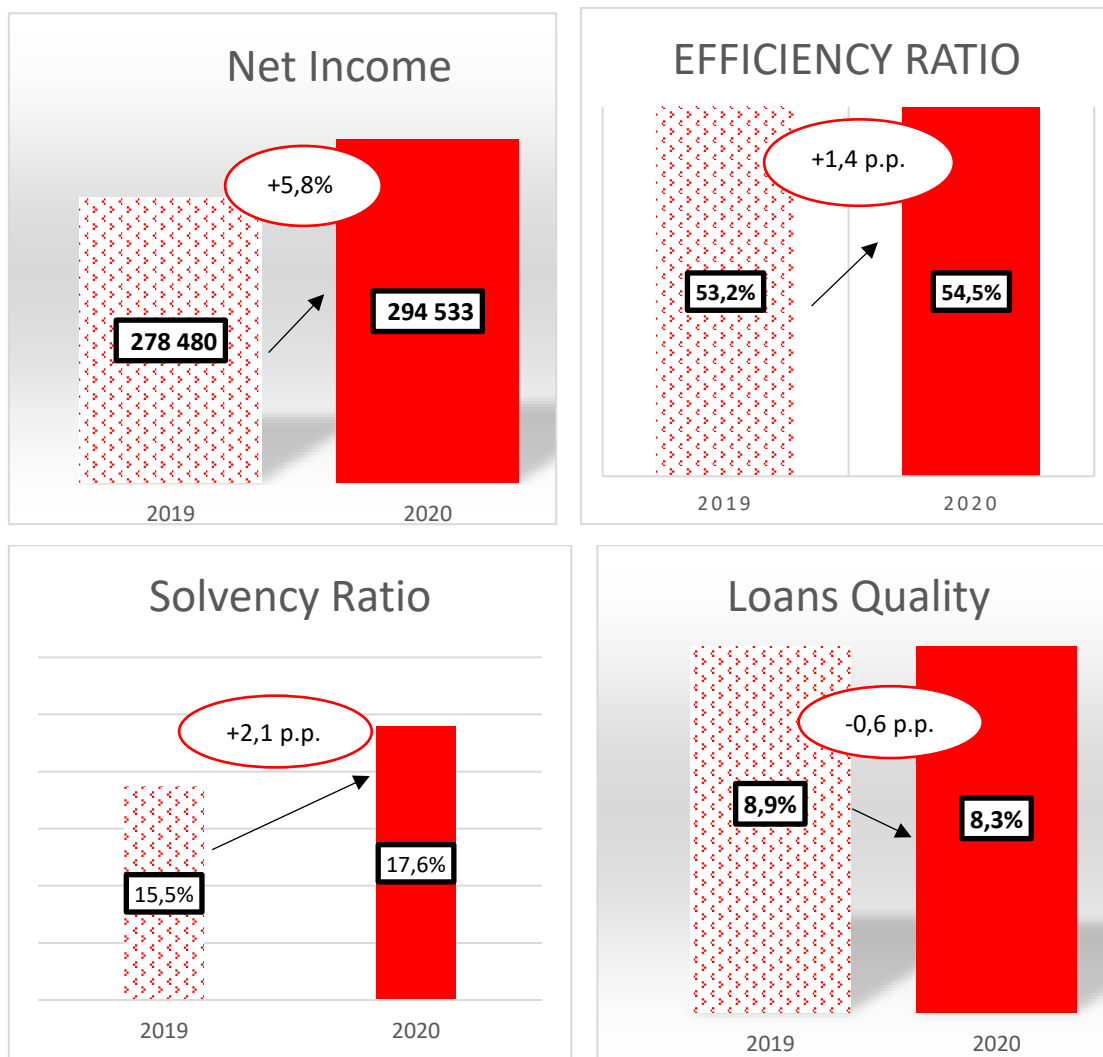 Net Income
+5,8%
278 480
294 533
2019
2020
EFFICIENCY RATIO
+1,4 p.p.
53,2%
54,5%
2019
2020
Solvency Ratio
+2,1 p.p.
15,5%
17,6%
2019
2020
Loans Quality
-0,6 p.p.
8,9%
8,3%
2019
2020